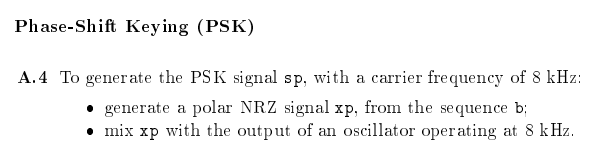 Phase-Shift Keying (PSK)
A.4 To generate the PSK signal sp, with a carrier frequency of 8 kHz:
• generate a polar NRZ signal xp, from the sequence b;
• mix xp with the output of an oscillator operating at 8 kHz.